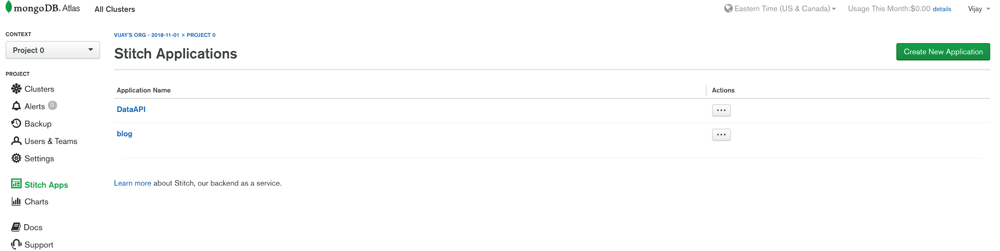 mongoDB. Atlas
All Clusters
Eastern Time (US & Canada)
Usage This Month:$0.00 details
Vijay
CONTEXT
Project 0
PROJECT
Clusters
Alerts 0
Backup
Users & Teams
Settings
Stitch Apps
Charts
Docs
Support
VIJAY'S ORG - 2018-11-01 > PROJECT 0
Stitch Applications
Create New Application
Application Name
Actions
DataAPI
...
blog
...
Learn more about Stitch, our backend as a service.